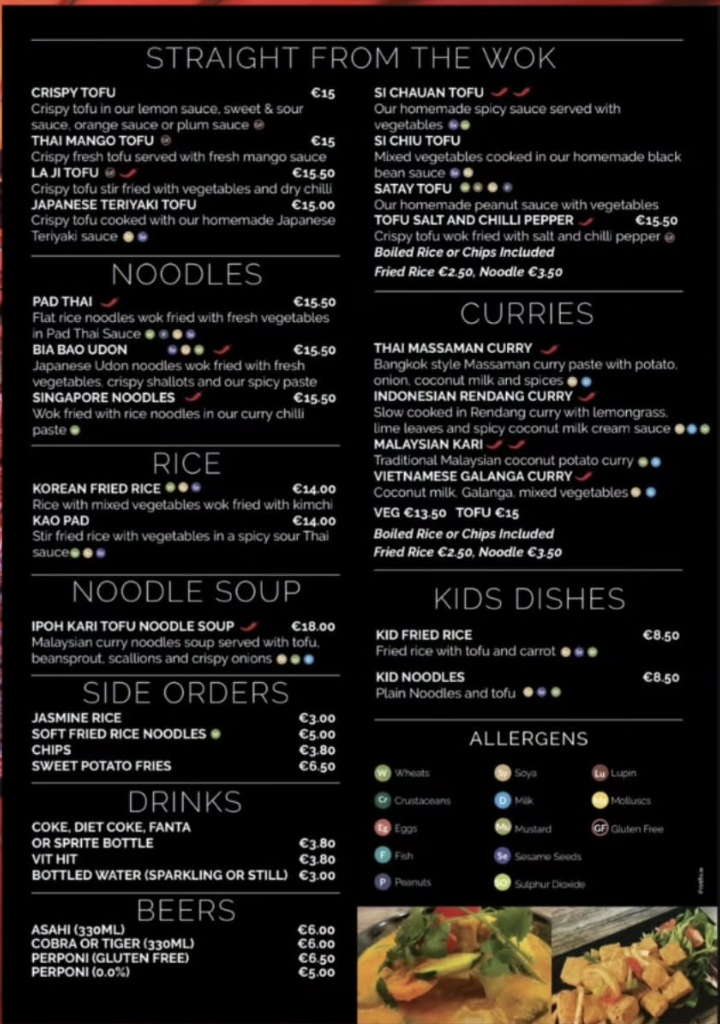 STRAIGHT FROM THE WOK
CRISPY TOFU €15
Crispy tofu in our lemon sauce, sweet & sour
sauce, orange sauce or plum sauce GF
THAI MANGO TOFU GF €15
Crispy fresh tofu served with fresh mango sauce
LA JI TOFU GF €15.50
Crispy tofu stir fried with vegetables and dry chilli
JAPANESE TERIYAKI TOFU €15.00
Crispy tofu cooked with our homemade Japanese
Teriyaki sauce
SI CHAUAN TOFU
Our homemade spicy sauce served with
vegetables
SI CHIU TOFU
Mixed vegetables cooked in our homemade black
bean sauce
SATAY TOFU
Our homemade peanut sauce with vegetables
TOFU SALT AND CHILLI PEPPER €15.50
Crispy tofu wok fried with salt and chilli pepper GF
Boiled Rice or Chips Included
Fried Rice €2.50, Noodle €3.50
NOODLES
PAD THAI €15.50
Flat rice noodles wok fried with fresh vegetables
in Pad Thai Sauce
BIA BAO UDON €15.50
Japanese Udon noodles wok fried with fresh
vegetables, crispy shallots and our spicy paste
SINGAPORE NOODLES €15.50
Wok fried with rice noodles in our curry chilli
paste
RICE
KOREAN FRIED RICE €14.00
Rice with mixed vegetables wok fried with kimchi
KAO PAD €14.00
Stir fried rice with vegetables in a spicy sour Thai
sauce
NOODLE SOUP
IPOH KARI TOFU NOODLE SOUP €18.00
Malaysian curry noodles soup served with tofu,
beansprout, scallions and crispy onions
SIDE ORDERS
JASMINE RICE €3.00
SOFT FRIED RICE NOODLES €5.00
CHIPS €3.80
SWEET POTATO FRIES €6.50
DRINKS
COKE, DIET COKE, FANTA
OR SPRITE BOTTLE €3.80
VIT HIT €3.80
BOTTLED WATER (SPARKLING OR STILL) €3.00
BEERS
ASAHI (330ML) €6.00
COBRA OR TIGER (330ML) €6.00
PERPONI (GLUTEN FREE) €6.50
PERPONI (0.0%) €5.00
CURRIES
THAI MASSAMAN CURRY
Bangkok style Massaman curry paste with potato,
onion, coconut milk and spices
INDONESIAN RENDANG CURRY
Slow cooked in Rendang curry with lemongrass,
lime leaves and spicy coconut milk cream sauce
MALAYSIAN KARI
Traditional Malaysian coconut potato curry
VIETNAMESE GALANGA CURRY
Coconut milk, Galanga, mixed vegetables
VEG €13.50 TOFU €15
Boiled Rice or Chips Included
Fried Rice €2.50, Noodle €3.50
KIDS DISHES
KID FRIED RICE €8.50
Fried rice with tofu and carrot
KID NOODLES €8.50
Plain Noodles and tofu
ALLERGENS
W Wheats
Sy Soya
Lu Lupin
Cr Crustaceans
D Milk
Molluscs
Eg Eggs
Mu Mustard
GF Gluten Free
F Fish
Se Sesame Seeds
P Peanuts
SO² Sulphur Dioxide